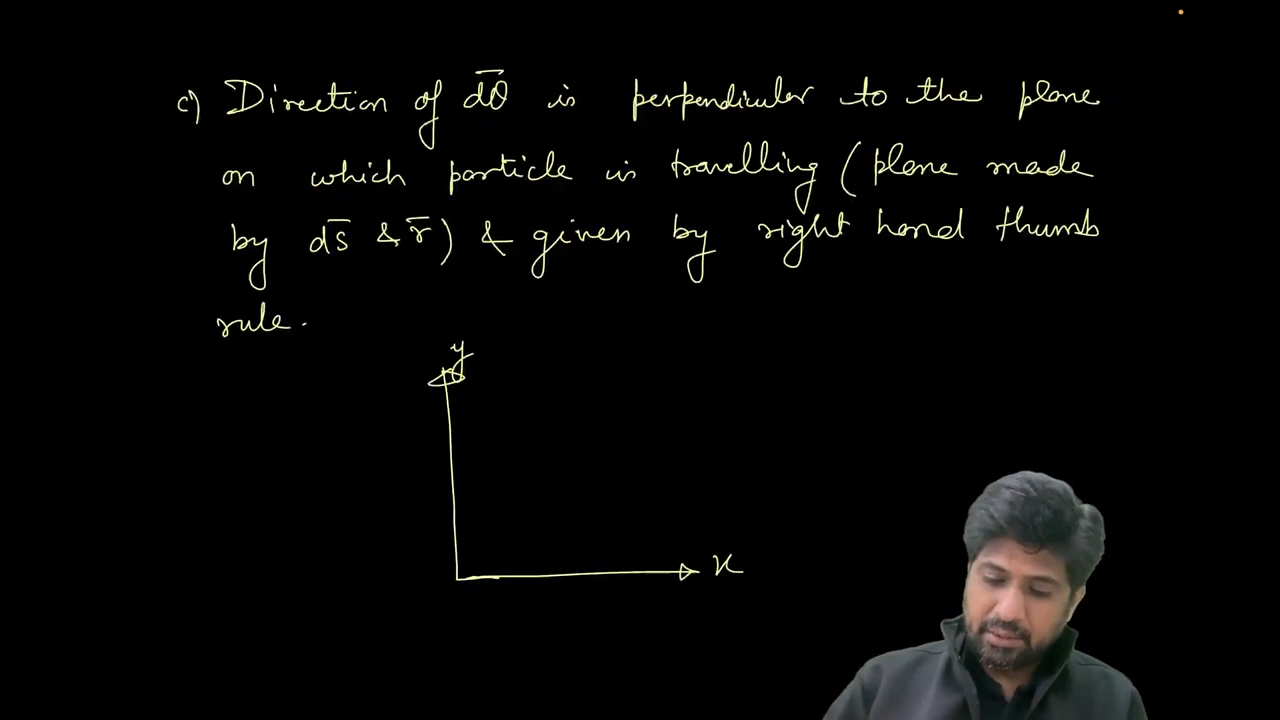 c) Direction of d̅θ̅ is perpendicular to the plane
on which particle is travelling (plane made
by ds̅ & r̅) & given by right hand thumb
rule.
y
x